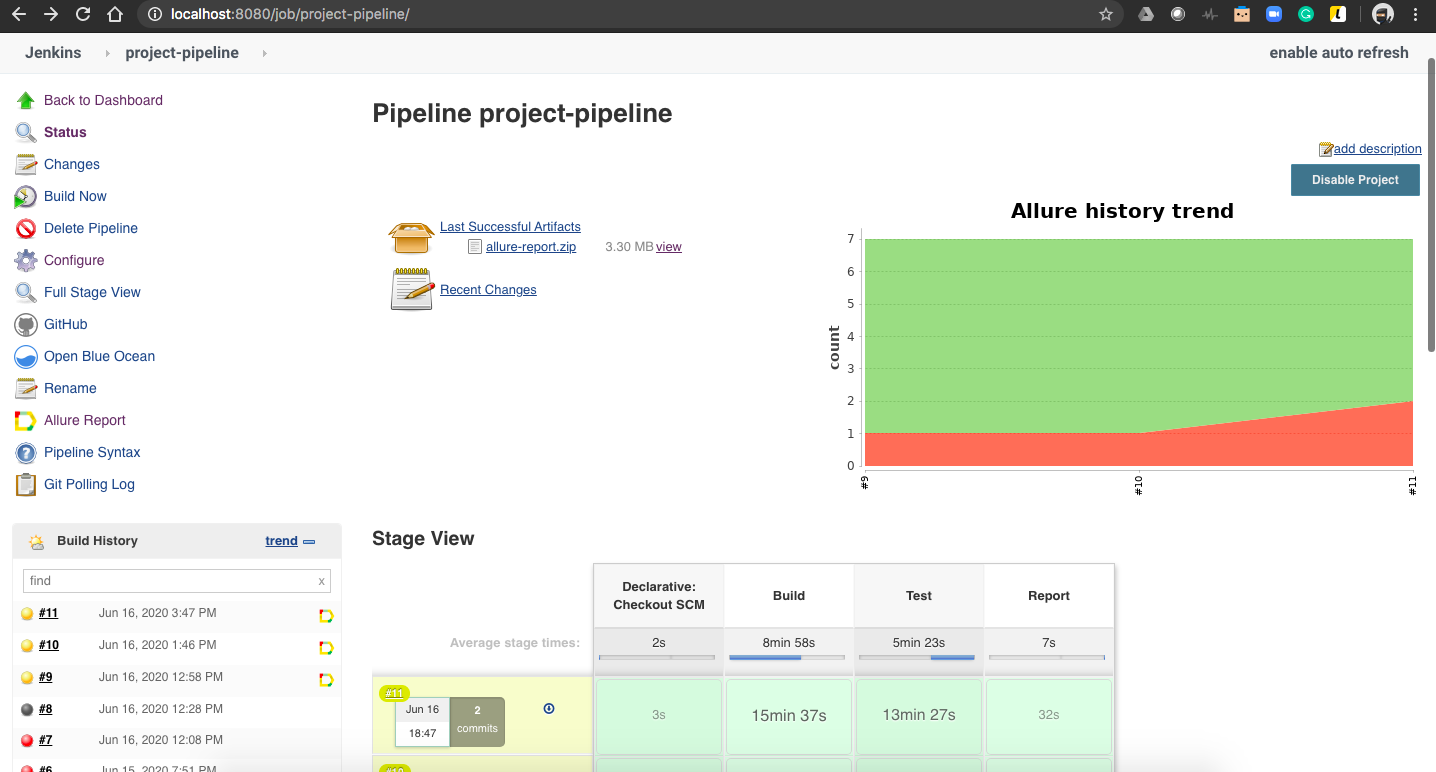 localhost:8080/job/project-pipeline/
Jenkins
project-pipeline
enable auto refresh
Back to Dashboard
Status
Changes
Build Now
Delete Pipeline
Configure
Full Stage View
GitHub
Open Blue Ocean
Rename
Allure Report
Pipeline Syntax
Git Polling Log
Pipeline project-pipeline
add description
Disable Project
Last Successful Artifacts
allure-report.zip 3.30 MB view
Recent Changes
Allure history trend
count
7
6
5
4
3
2
1
0
#9
#10
#11
Build History
trend
find x
#11 Jun 16, 2020 3:47 PM
#10 Jun 16, 2020 1:46 PM
#9 Jun 16, 2020 12:58 PM
#8 Jun 16, 2020 12:28 PM
#7 Jun 16, 2020 12:08 PM
#6 Jun 15, 2020 7:51 PM
Stage View
Declarative:
Checkout SCM
Build
Test
Report
Average stage times:
2s
8min 58s
5min 23s
7s
#11
Jun 16
18:47
2
commits
3s
15min 37s
13min 27s
32s
#10